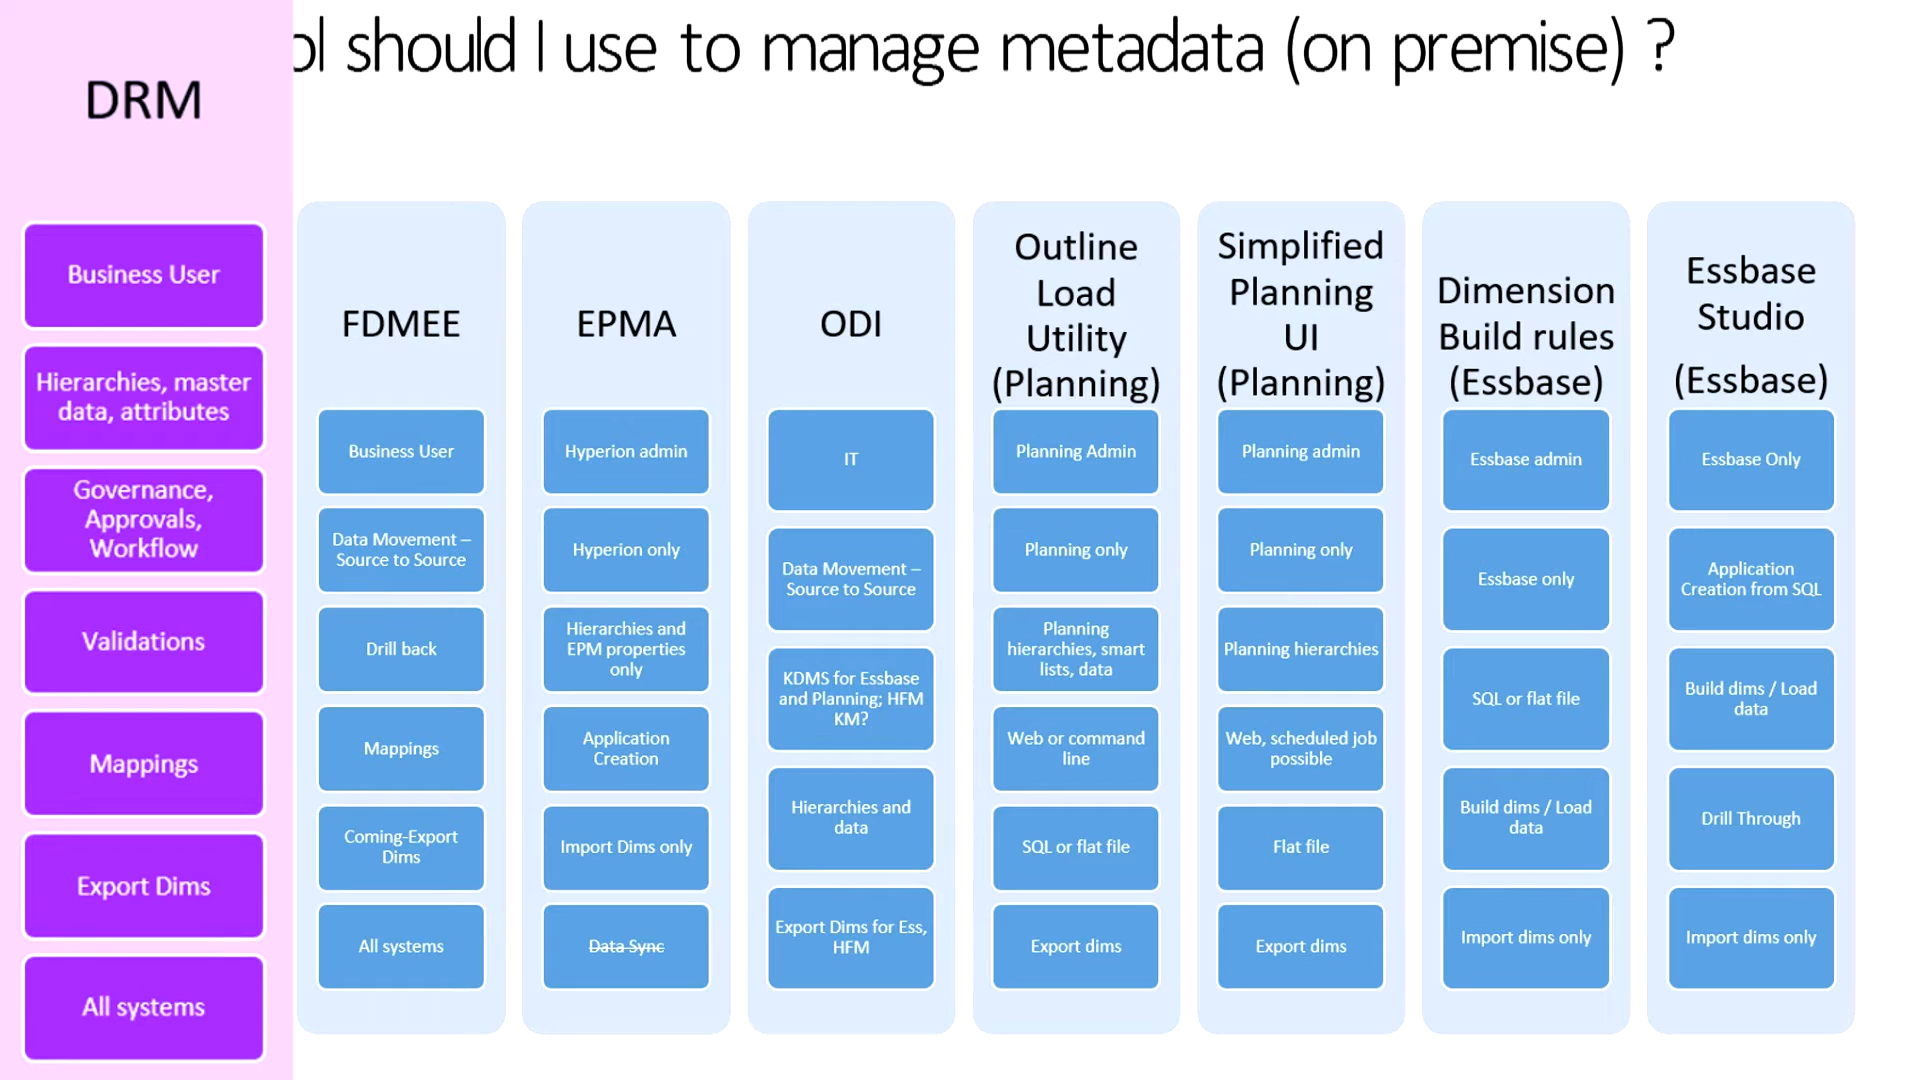 ol should I use to manage metadata (on premise) ?
DRM
Business User
Hierarchies, master
data, attributes
Governance,
Approvals,
Workflow
Validations
Mappings
Export Dims
All systems
FDMEE
Business User
Data Movement –
Source to Source
Drill back
Mappings
Coming-Export
Dims
All systems
EPMA
Hyperion admin
Hyperion only
Hierarchies and
EPM properties
only
Application
Creation
Import Dims only
Data Sync
ODI
IT
Data Movement –
Source to Source
KDMS for Essbase
and Planning; HFM
KM?
Hierarchies and
data
Export Dims for Ess,
HFM
Outline
Load
Utility
(Planning)
Planning Admin
Planning only
Planning
hierarchies, smart
lists, data
Web or command
line
SQL or flat file
Export dims
Simplified
Planning
UI
(Planning)
Planning admin
Planning only
Planning hierarchies
Web, scheduled job
possible
Flat file
Export dims
Dimension
Build rules
(Essbase)
Essbase admin
Essbase only
SQL or flat file
Build dims / Load
data
Import dims only
Essbase
Studio
(Essbase)
Essbase Only
Application
Creation from SQL
Build dims / Load
data
Drill Through
Import dims only